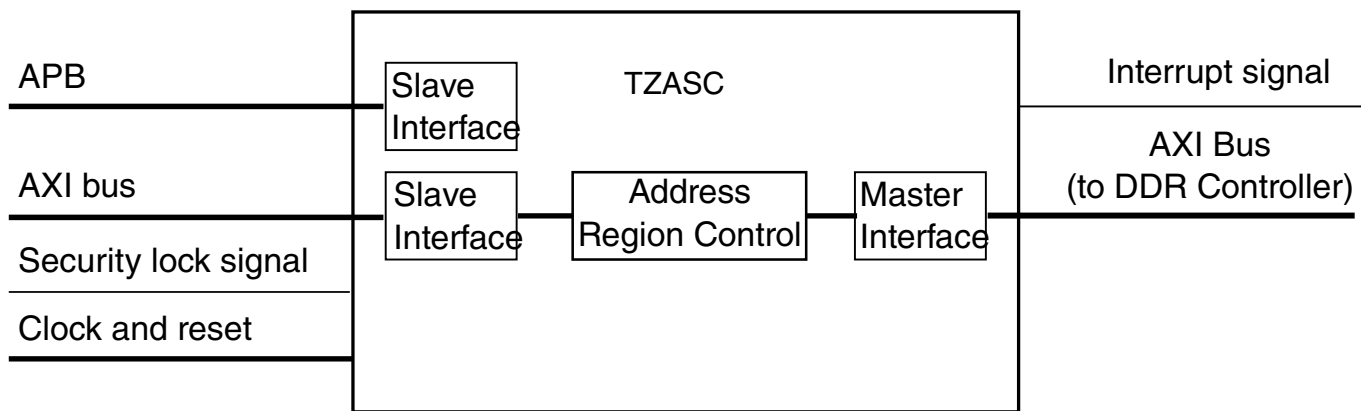 APB
Slave
Interface
TZASC
Interrupt signal
AXI bus
Slave
Interface
Address
Region Control
Master
Interface
AXI Bus
(to DDR Controller)
Security lock signal
Clock and reset